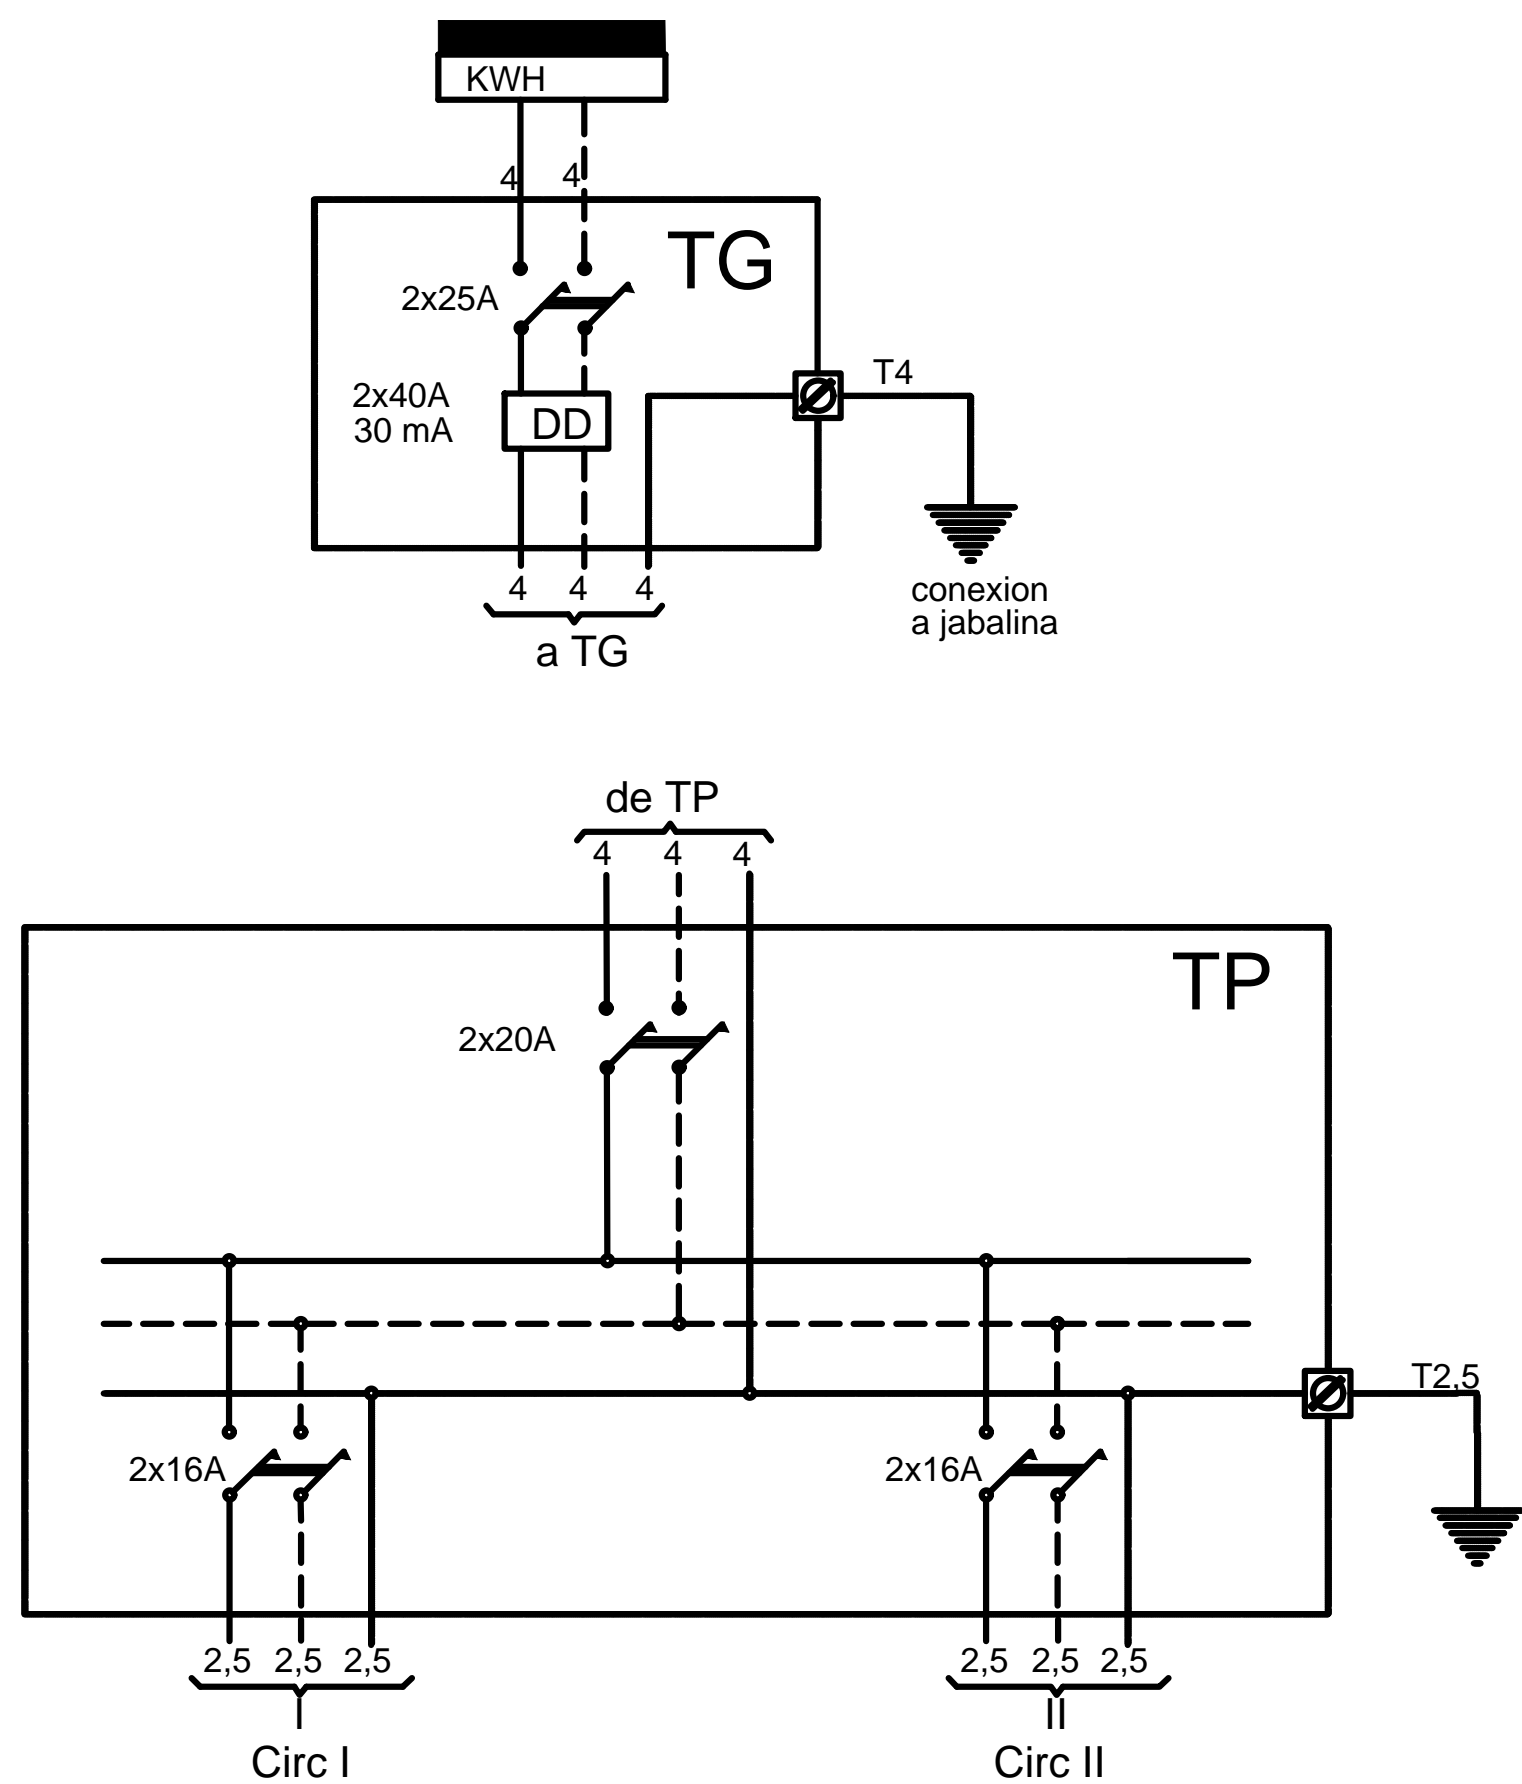 KWH
4 4
TG
2x25A
T4
2x40A
30 mA
DD
4 4 4
a TG
conexion
a jabalina
de TP
4 4 4
TP
2x20A
T2,5
2x16A
2x16A
2,5 2,5 2,5
2,5 2,5 2,5
I
II
Circ I
Circ II